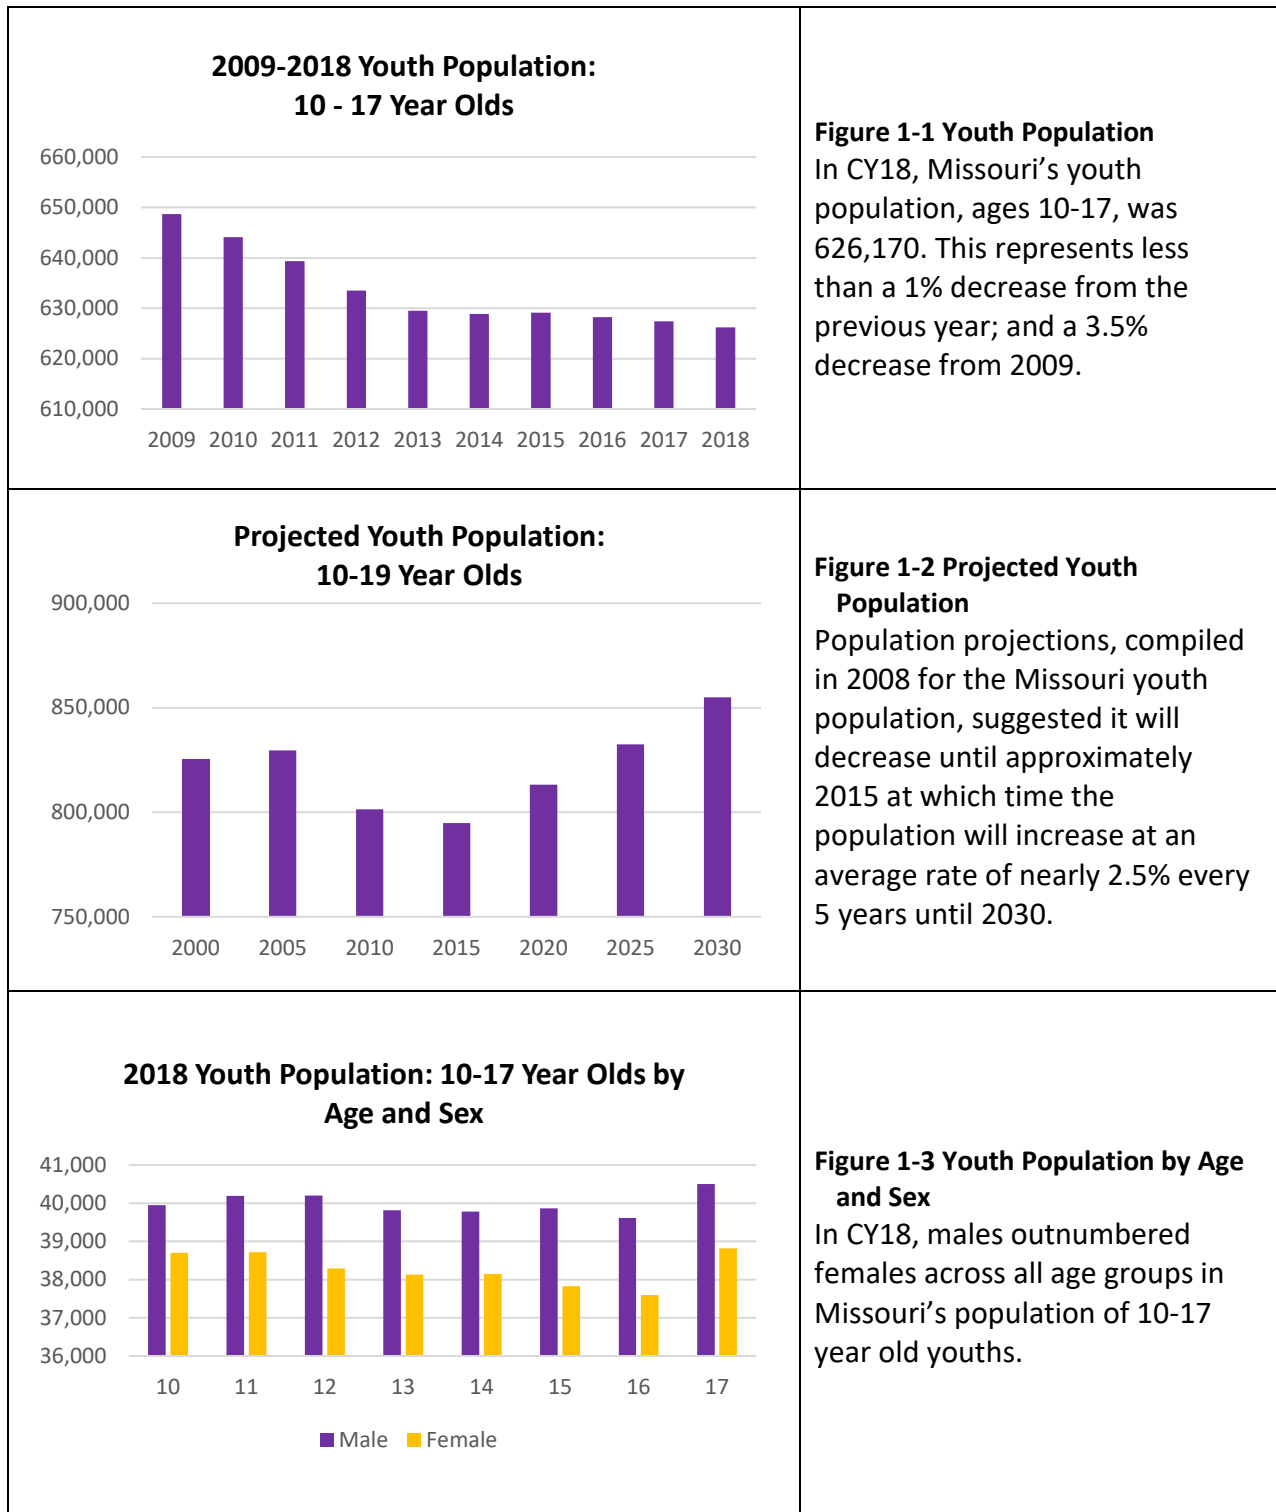 2009-2018 Youth Population:
10 - 17 Year Olds
660,000
650,000
640,000
630,000
620,000
610,000
2009 2010 2011 2012 2013 2014 2015 2016 2017 2018
Figure 1-1 Youth Population
In CY18, Missouri’s youth
population, ages 10-17, was
626,170. This represents less
than a 1% decrease from the
previous year; and a 3.5%
decrease from 2009.
Projected Youth Population:
10-19 Year Olds
900,000
850,000
800,000
750,000
2000 2005 2010 2015 2020 2025 2030
Figure 1-2 Projected Youth
Population
Population projections, compiled
in 2008 for the Missouri youth
population, suggested it will
decrease until approximately
2015 at which time the
population will increase at an
average rate of nearly 2.5% every
5 years until 2030.
2018 Youth Population: 10-17 Year Olds by
Age and Sex
41,000
40,000
39,000
38,000
37,000
36,000
10 11 12 13 14 15 16 17
Male Female
Figure 1-3 Youth Population by Age
and Sex
In CY18, males outnumbered
females across all age groups in
Missouri’s population of 10-17
year old youths.